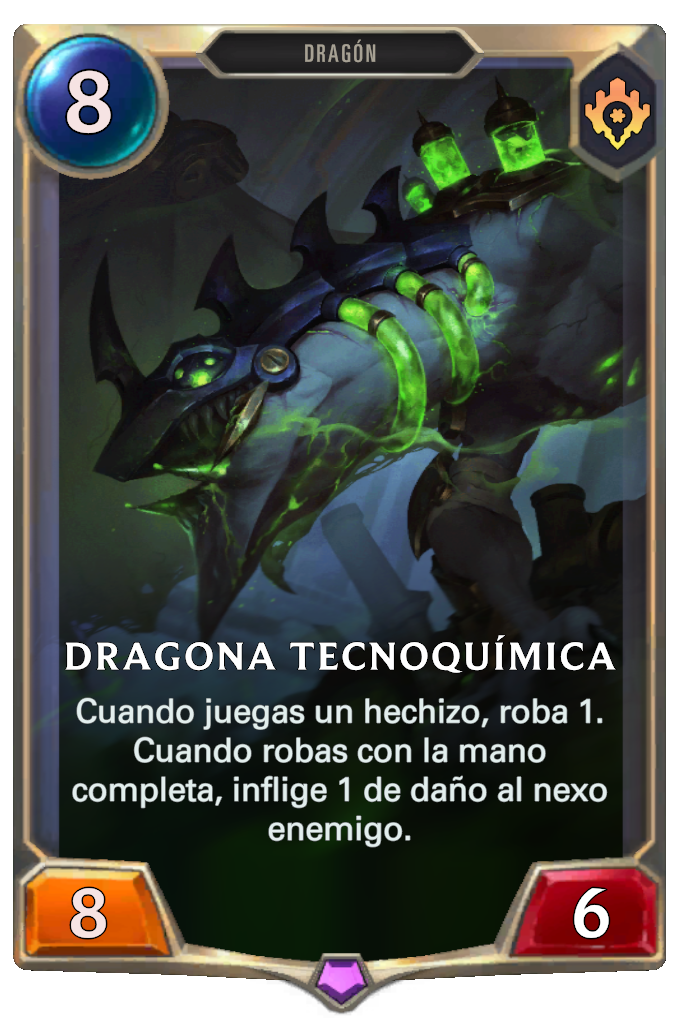 8
DRAGÓN
DRAGONA TECNOQUÍMICA
Cuando juegas un hechizo, roba 1.
Cuando robas con la mano
completa, inflige 1 de daño al nexo
enemigo.
8
6